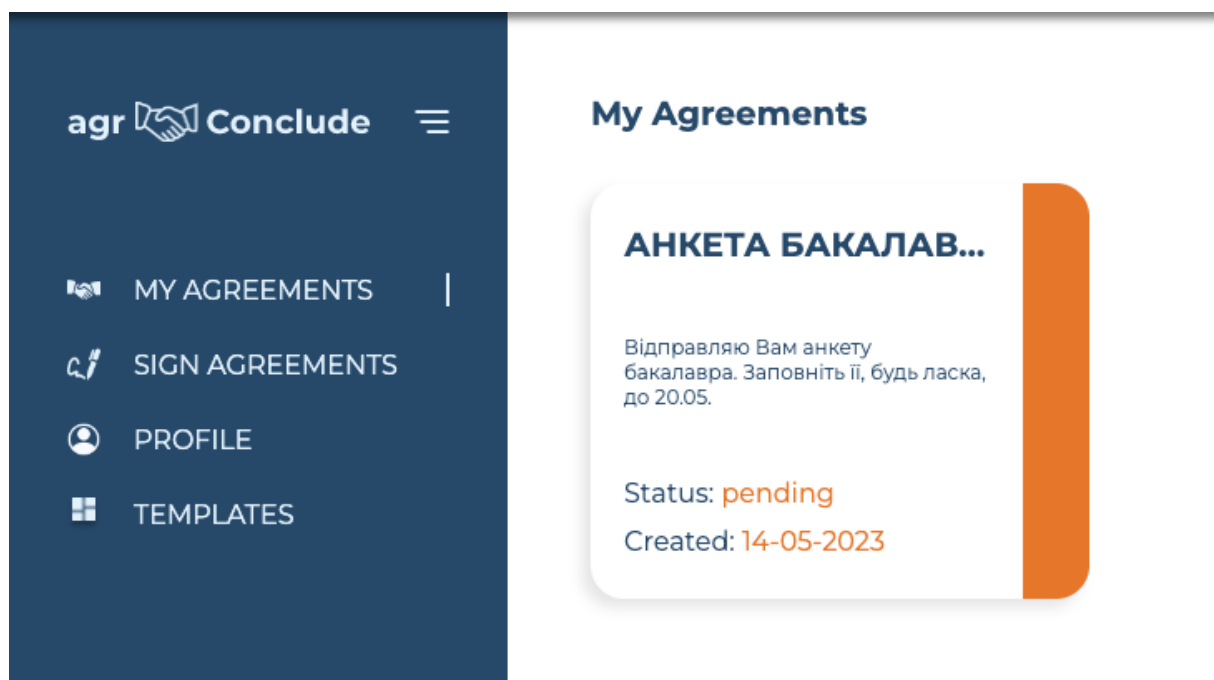 agr Conclude
MY AGREEMENTS
SIGN AGREEMENTS
PROFILE
TEMPLATES
My Agreements
АНКЕТА БАКАЛАВ...
Відправляю Вам анкету
бакалавра. Заповніть її, будь ласка,
до 20.05.
Status: pending
Created: 14-05-2023